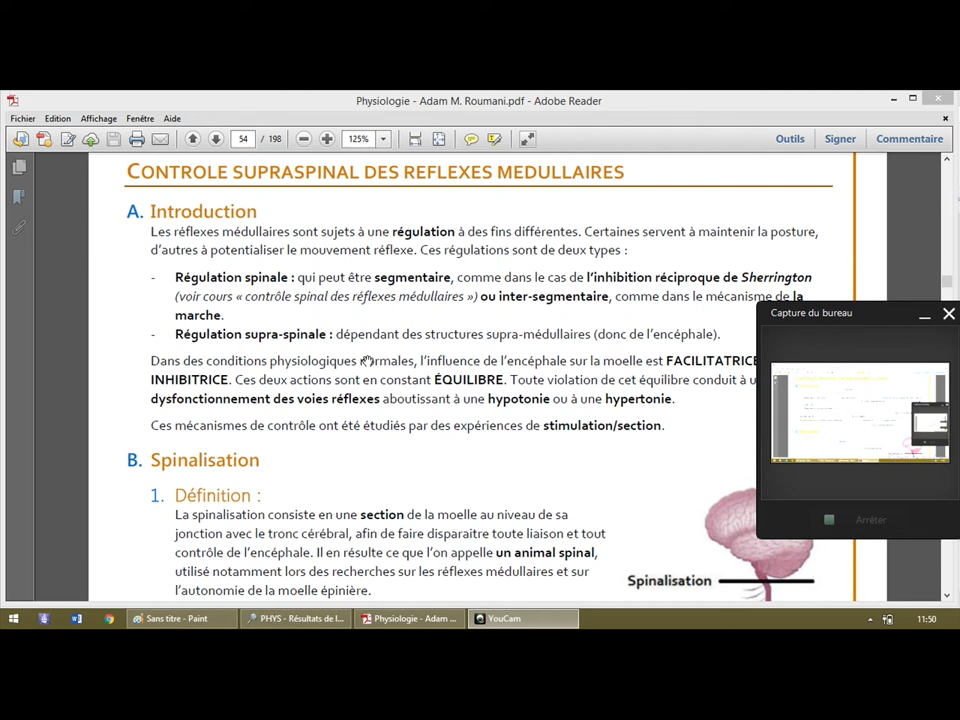 Physiologie - Adam M. Roumani.pdf - Adobe Reader
Fichier Edition Affichage Fenêtre Aide
54 / 198 125% Outils Signer Commentaire
CONTROLE SUPRASPINAL DES REFLEXES MEDULLAIRES
A. Introduction
Les réflexes médullaires sont sujets à une régulation à des fins différentes. Certaines servent à maintenir la posture,
d'autres à potentialiser le mouvement réflexe. Ces régulations sont de deux types :
- Régulation spinale : qui peut être segmentaire, comme dans le cas de l'inhibition réciproque de Sherrington
(voir cours « contrôle spinal des réflexes médullaires ») ou inter-segmentaire, comme dans le mécanisme de la
marche.
- Régulation supra-spinale : dépendant des structures supra-médullaires (donc de l'encéphale).
Dans des conditions physiologiques normales, l'influence de l'encéphale sur la moelle est FACILITATRICE
INHIBITRICE. Ces deux actions sont en constant ÉQUILIBRE. Toute violation de cet équilibre conduit à
dysfonctionnement des voies réflexes aboutissant à une hypotonie ou à une hypertonie.
Ces mécanismes de contrôle ont été étudiés par des expériences de stimulation/section.
B. Spinalisation
1. Définition :
La spinalisation consiste en une section de la moelle au niveau de sa
jonction avec le tronc cérébral, afin de faire disparaitre toute liaison et tout
contrôle de l'encéphale. Il en résulte ce que l'on appelle un animal spinal,
utilisé notamment lors des recherches sur les réflexes médullaires et sur
l'autonomie de la moelle épinière.
Spinalisation
Capture du bureau
Arrêter
Sans titre - Paint PHYS - Résultats de l... Physiologie - Adam ... YouCam 11:50